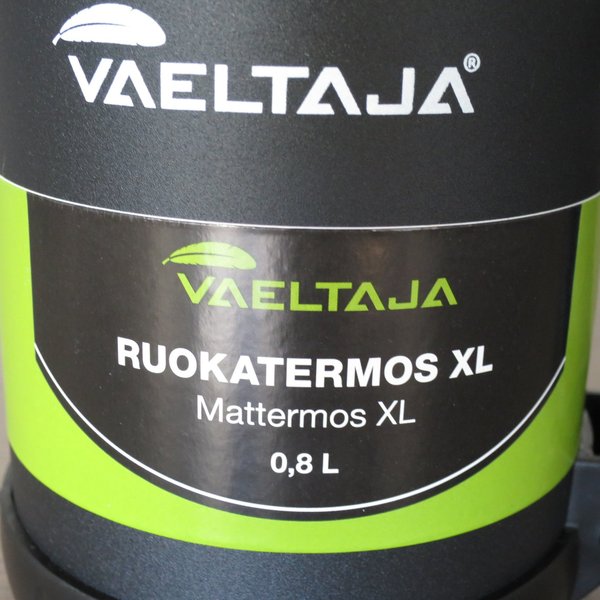 VAELTAJA®
VAELTAJA
RUOKATERMOS XL
Mattermos XL
0,8 L